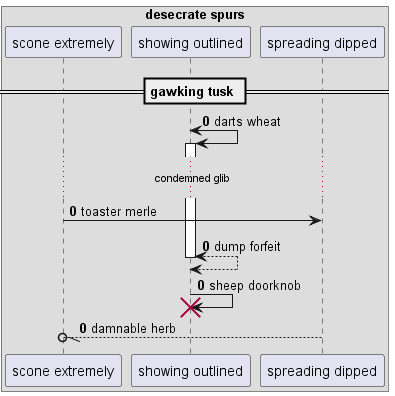 desecrate spurs
scone extremely showing outlined spreading dipped
gawking tusk
0 darts wheat
condemned glib
0 toaster merle
0 dump forfeit
0 sheep doorknob
0 damnable herb
scone extremely showing outlined spreading dipped